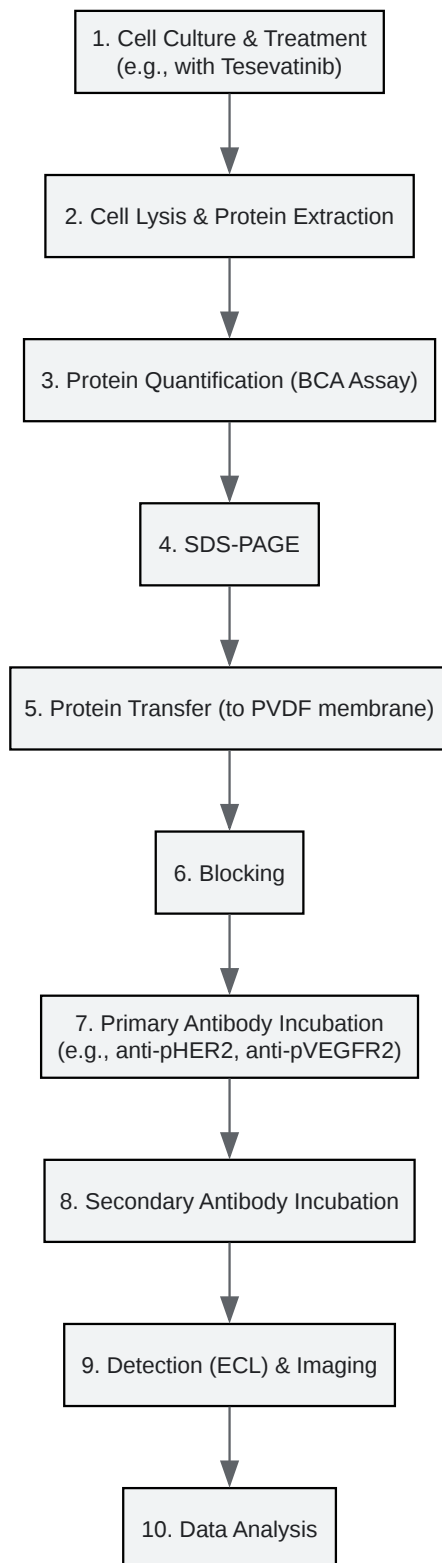 1. Cell Culture & Treatment
(e.g., with Tesevatinib)
2. Cell Lysis & Protein Extraction
3. Protein Quantification (BCA Assay)
4. SDS-PAGE
5. Protein Transfer (to PVDF membrane)
6. Blocking
7. Primary Antibody Incubation
(e.g., anti-pHER2, anti-pVEGFR2)
8. Secondary Antibody Incubation
9. Detection (ECL) & Imaging
10. Data Analysis